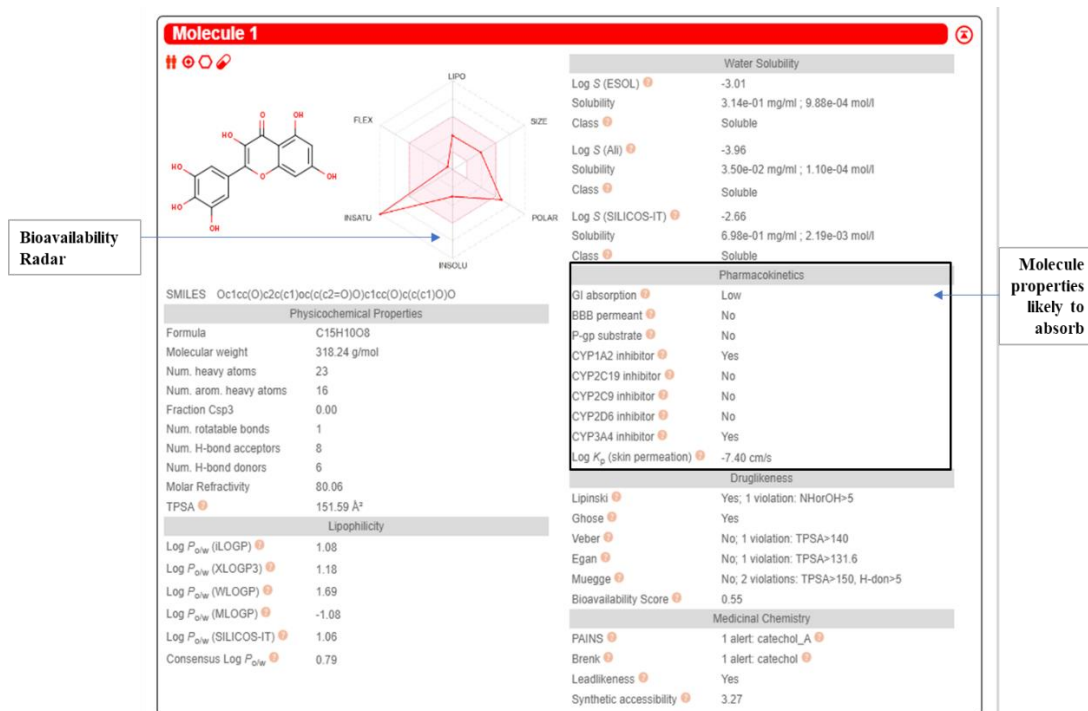 Molecule 1
HO
O
OH
HO
O
OH
HO
HO
OH
LIPO
FLEX
SIZE
INSATU
POLAR
INSOLU
Bioavailability
Radar
SMILES Oc1cc(O)c2c(c1)oc(c(c2=O)O)c1cc(O)c(c(c1)O)O
Physicochemical Properties
Formula C15H10O8
Molecular weight 318.24 g/mol
Num. heavy atoms 23
Num. arom. heavy atoms 16
Fraction Csp3 0.00
Num. rotatable bonds 1
Num. H-bond acceptors 8
Num. H-bond donors 6
Molar Refractivity 80.06
TPSA ? 151.59 Å²
Lipophilicity
Log Po/w (iLOGP) ? 1.08
Log Po/w (XLOGP3) ? 1.18
Log Po/w (WLOGP) ? 1.69
Log Po/w (MLOGP) ? -1.08
Log Po/w (SILICOS-IT) ? 1.06
Consensus Log Po/w ? 0.79
Water Solubility
Log S (ESOL) ? -3.01
Solubility 3.14e-01 mg/ml ; 9.88e-04 mol/l
Class ? Soluble
Log S (Ali) ? -3.96
Solubility 3.50e-02 mg/ml ; 1.10e-04 mol/l
Class ? Soluble
Log S (SILICOS-IT) ? -2.66
Solubility 6.98e-01 mg/ml ; 2.19e-03 mol/l
Class ? Soluble
Pharmacokinetics
GI absorption ? Low
BBB permeant ? No
P-gp substrate ? No
CYP1A2 inhibitor ? Yes
CYP2C19 inhibitor ? No
CYP2C9 inhibitor ? No
CYP2D6 inhibitor ? No
CYP3A4 inhibitor ? Yes
Log Kp (skin permeation) ? -7.40 cm/s
Druglikeness
Lipinski ? Yes; 1 violation: NHorOH>5
Ghose ? Yes
Veber ? No; 1 violation: TPSA>140
Egan ? No; 1 violation: TPSA>131.6
Muegge ? No; 2 violations: TPSA>150, H-don>5
Bioavailability Score ? 0.55
Medicinal Chemistry
PAINS ? 1 alert: catechol_A ?
Brenk ? 1 alert: catechol ?
Leadlikeness ? Yes
Synthetic accessibility ? 3.27
Molecule
properties
likely to
absorb